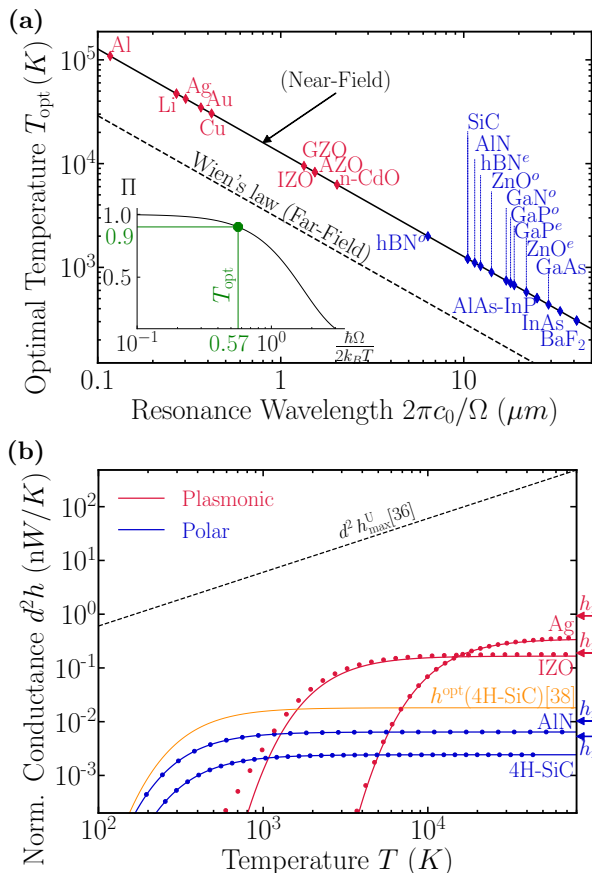 (a)
Optimal Temperature T_opt (K)
10^5
10^4
10^3
Al
Li
Ag
Au
Cu
(Near-Field)
GZO
AZO
IZO
n-CdO
Wien's law (Far-Field)
hBN^o
SiC
AlN
hBN^e
ZnO^o
GaN^o
GaP^o
GaP^e
ZnO^e
GaAs
AlAs-InP
InAs
BaF_2
Π
1.0
0.9
0.5
T_opt
10^{-1}
0.57
10^0
ħΩ
2k_BT
0.1
1
10
Resonance Wavelength 2πc_0/Ω (μm)
(b)
Norm. Conductance d^2h (nW/K)
10^2
10^1
10^0
10^{-1}
10^{-2}
10^{-3}
Plasmonic
Polar
d^2 h^U_max[36]
h
Ag
h
IZO
h^opt(4H-SiC)[38]
AlN
h
h
4H-SiC
10^2
10^3
10^4
Temperature T (K)